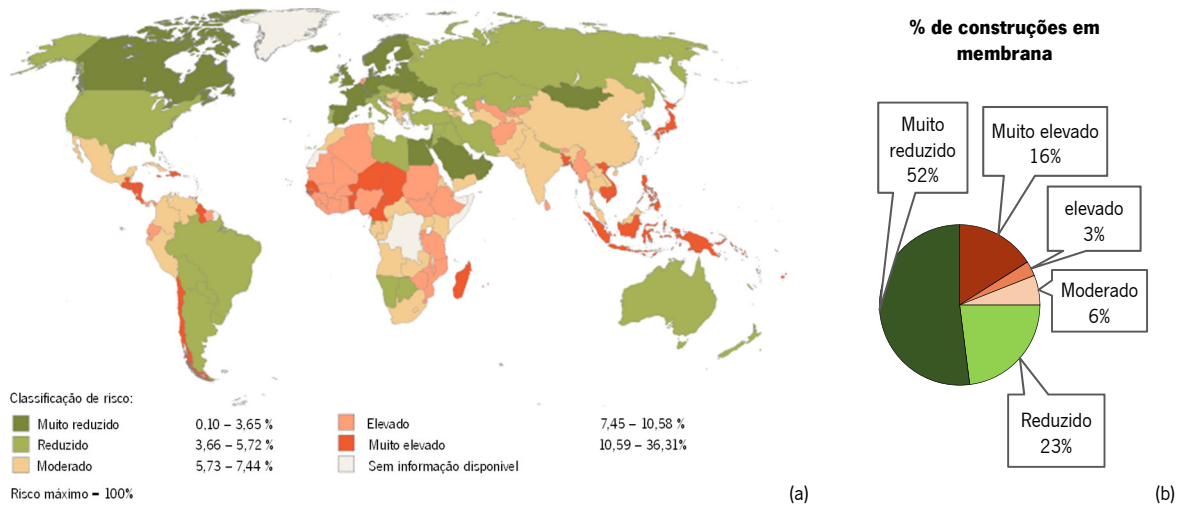 % de construções em
membrana
Muito
reduzido
52%
Muito elevado
16%
elevado
3%
Moderado
6%
Reduzido
23%
Classificação de risco:
Muito reduzido 0,10 – 3,65 %
Reduzido 3,66 – 5,72 %
Moderado 5,73 – 7,44 %
Elevado 7,45 – 10,58 %
Muito elevado 10,59 – 36,31%
Sem informação disponivel
Risco máximo = 100%
(a)
(b)